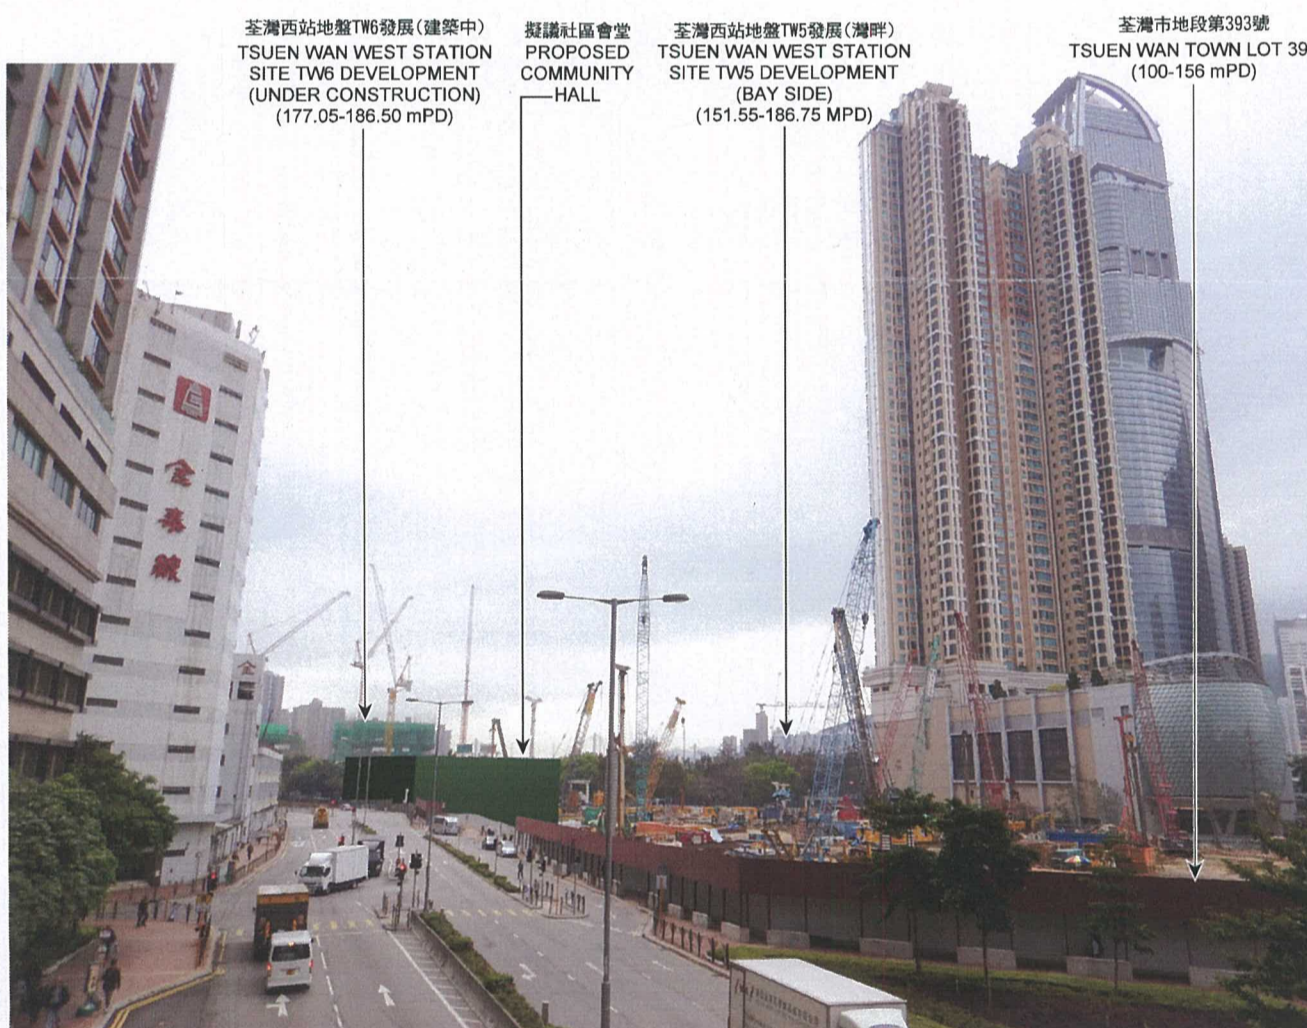 荃灣西站地盤TW6發展(建築中)
TSUEN WAN WEST STATION
SITE TW6 DEVELOPMENT
(UNDER CONSTRUCTION)
(177.05-186.50 mPD)
擬議社區會堂
PROPOSED
COMMUNITY
HALL
荃灣西站地盤TW5發展(灣畔)
TSUEN WAN WEST STATION
SITE TW5 DEVELOPMENT
(BAY SIDE)
(151.55-186.75 MPD)
荃灣市地段第393號
TSUEN WAN TOWN LOT 39
(100-156 mPD)
全泰號
全